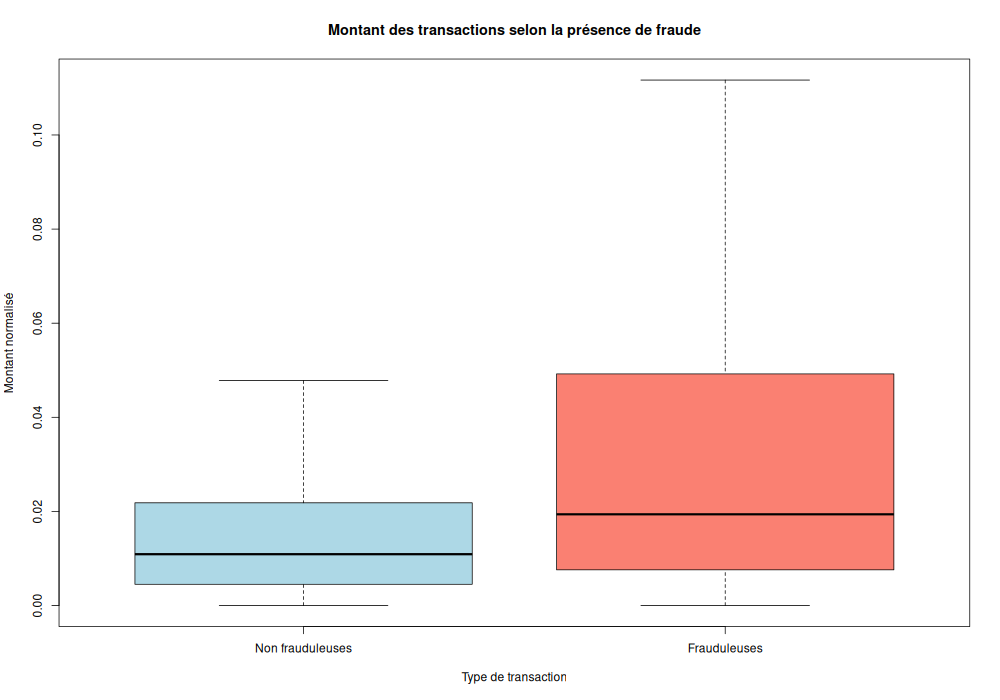 Montant des transactions selon la présence de fraude
Montant normalisé
0.10
0.08
0.06
0.04
0.02
0.00
Non frauduleuses
Frauduleuses
Type de transaction